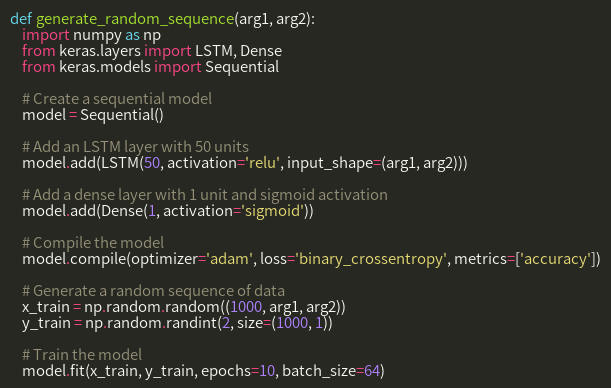 def generate_random_sequence(arg1, arg2):
    import numpy as np
    from keras.layers import LSTM, Dense
    from keras.models import Sequential

    # Create a sequential model
    model = Sequential()

    # Add an LSTM layer with 50 units
    model.add(LSTM(50, activation='relu', input_shape=(arg1, arg2)))

    # Add a dense layer with 1 unit and sigmoid activation
    model.add(Dense(1, activation='sigmoid'))

    # Compile the model
    model.compile(optimizer='adam', loss='binary_crossentropy', metrics=['accuracy'])

    # Generate a random sequence of data
    x_train = np.random.random((1000, arg1, arg2))
    y_train = np.random.randint(2, size=(1000, 1))

    # Train the model
    model.fit(x_train, y_train, epochs=10, batch_size=64)